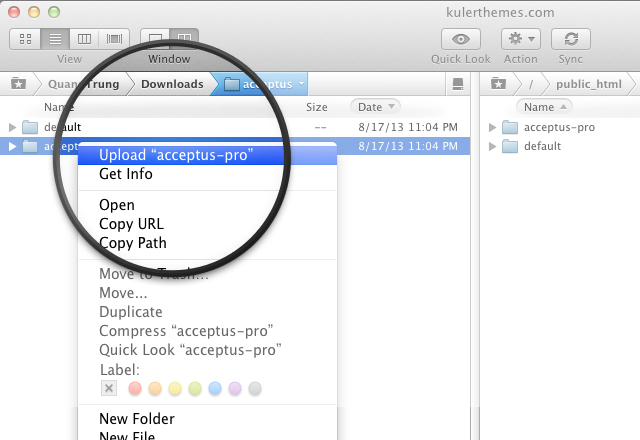 kulerthemes.com
View Window Quick Look Action Sync
Quang Trung Downloads acceptus / public_html
Name Size Date Name
default -- 8/17/13 11:04 PM acceptus-pro
8/17/13 11:04 PM default
Upload “acceptus-pro”
Get Info
Open
Copy URL
Copy Path
Move to Trash...
Move...
Duplicate
Compress “acceptus-pro”
Quick Look “acceptus-pro”
Label:
New Folder
New File